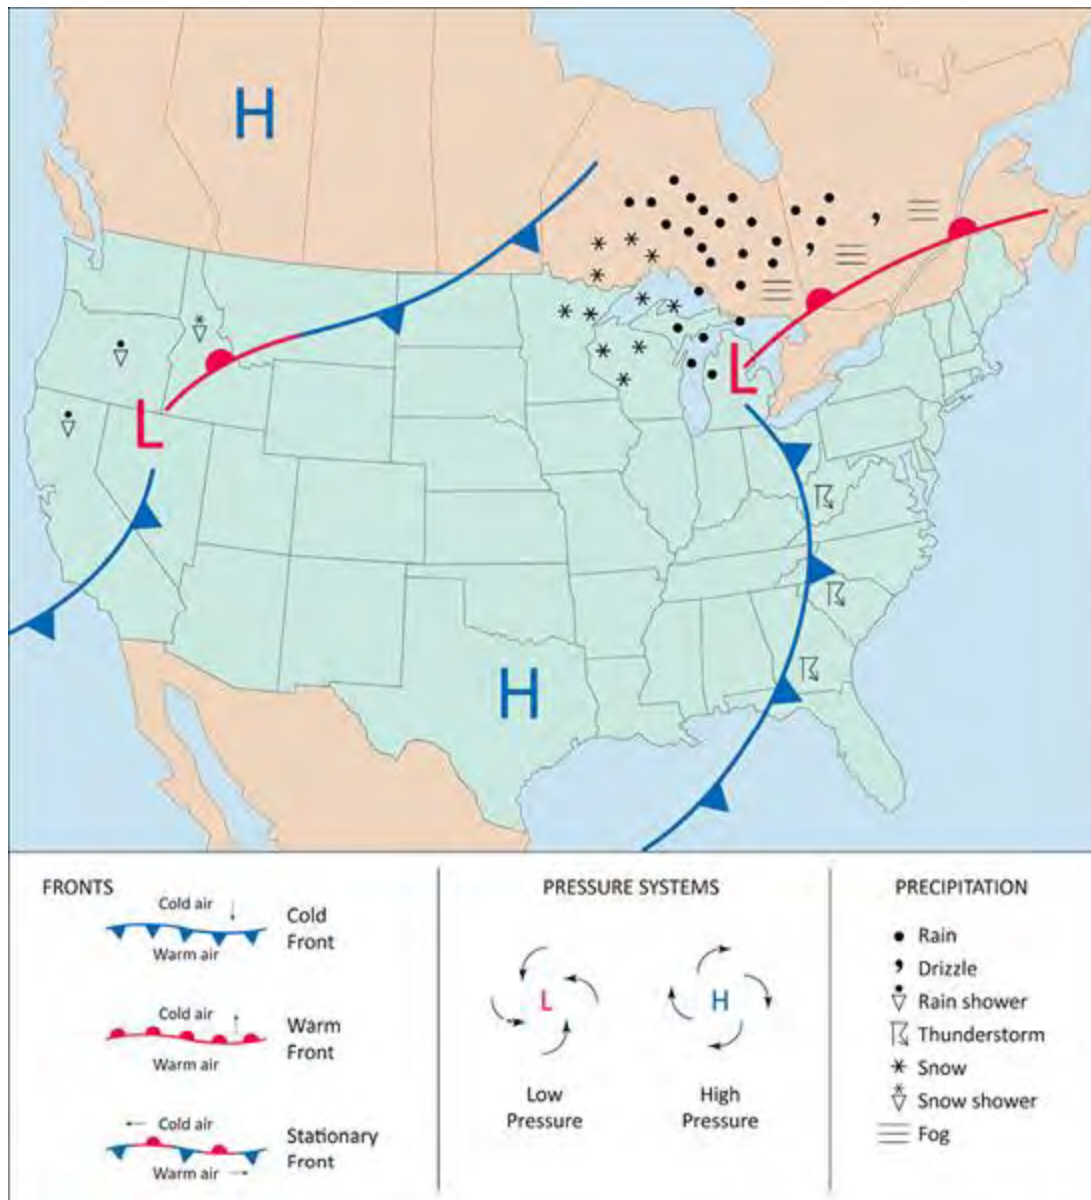 H
L
L
H
FRONTS
Cold air
Warm air
Cold
Front
Cold air
Warm air
Warm
Front
Cold air
Warm air
Stationary
Front
PRESSURE SYSTEMS
L
H
Low
Pressure
High
Pressure
PRECIPITATION
Rain
Drizzle
Rain shower
Thunderstorm
Snow
Snow shower
Fog